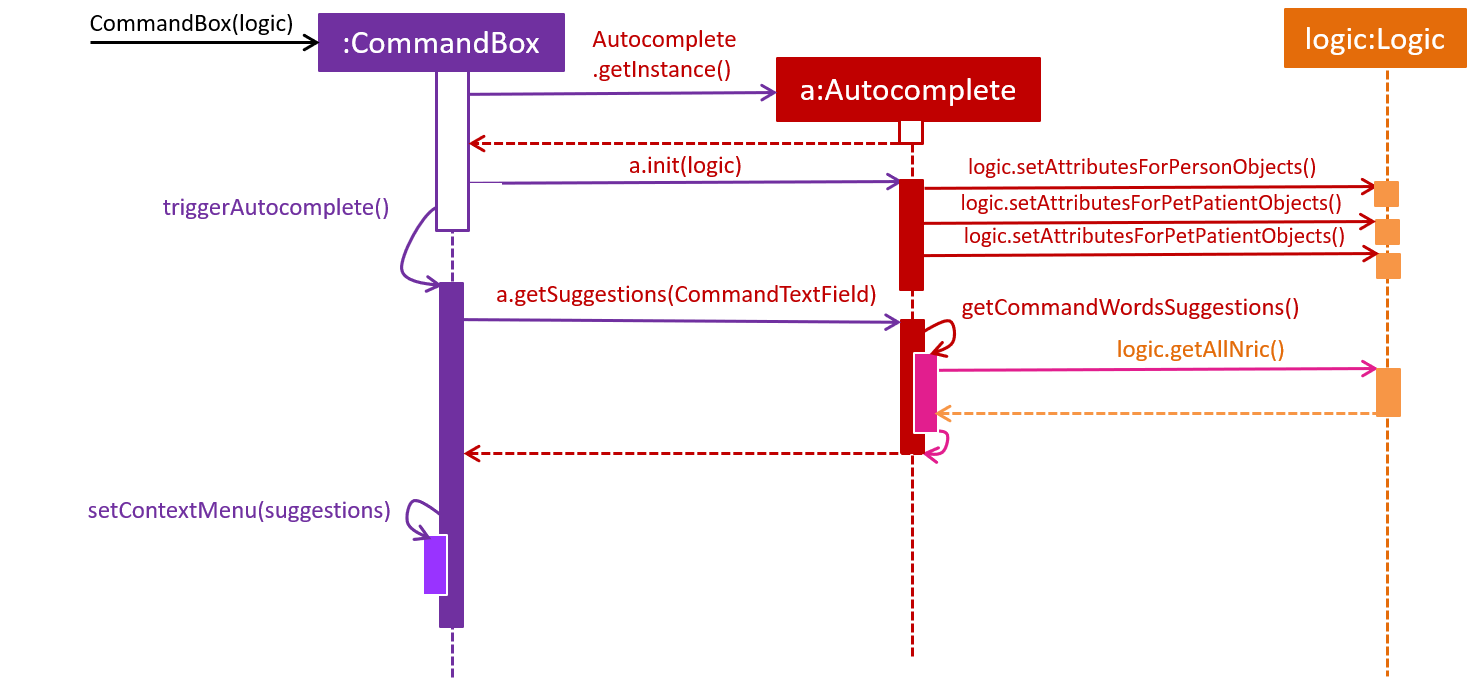 CommandBox(logic)
:CommandBox
Autocomplete
.getInstance()
a:Autocomplete
logic:Logic
a.init(logic)
logic.setAttributesForPersonObjects()
triggerAutocomplete()
logic.setAttributesForPetPatientObjects()
logic.setAttributesForPetPatientObjects()
a.getSuggestions(CommandTextField)
getCommandWordsSuggestions()
logic.getAllNric()
setContextMenu(suggestions)